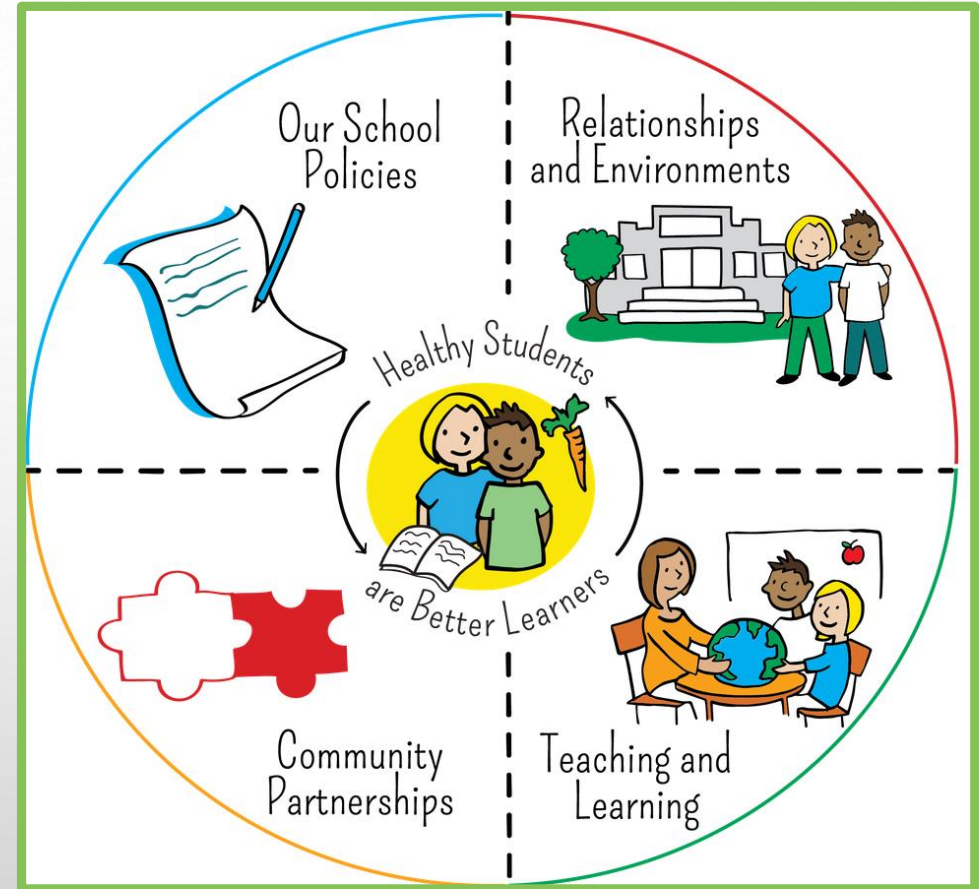 Our School
Policies
Relationships
and Environments
Healthy Students
are Better Learners
Community
Partnerships
Teaching and
Learning